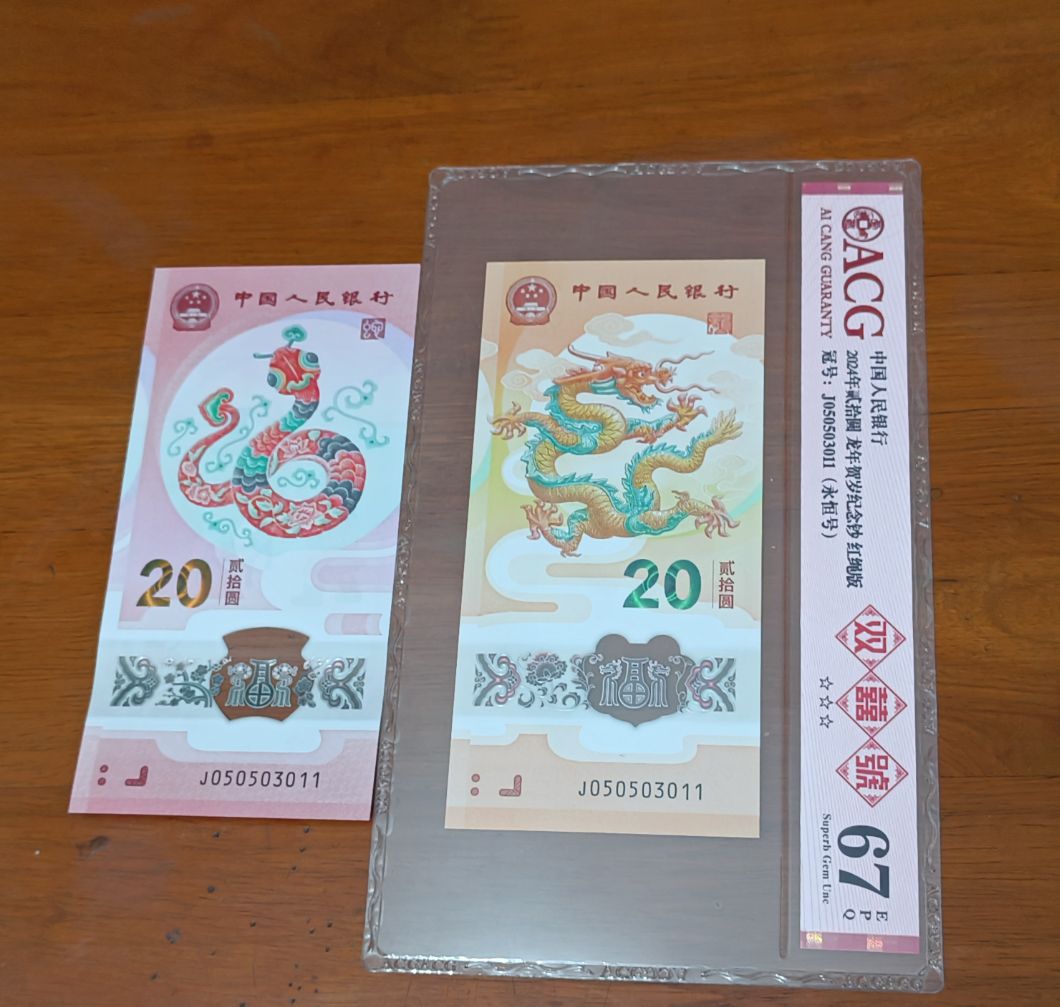 中国人民银行
20
贰拾圆
J050503011
中国人民银行
20
贰拾圆
福
J050503011
ACG
AI CANG GUARANTY
中国人民银行
2024年贰拾圆 龙年贺岁纪念钞 红绳版
冠号：J050503011（永恒号）
双囍號
☆☆☆
67
EPQ
Superb Gem Unc